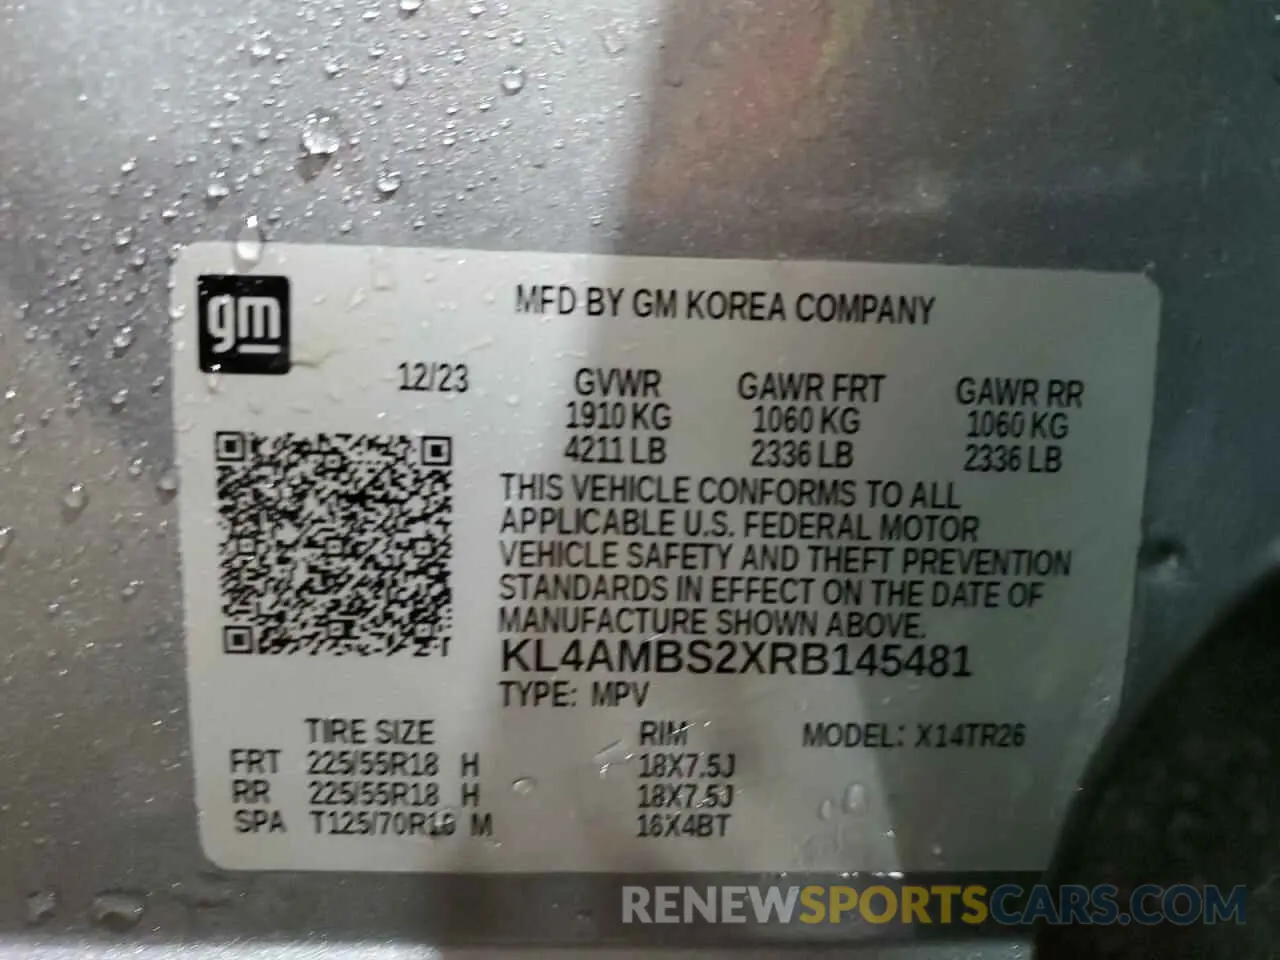 gm
MFD BY GM KOREA COMPANY
12/23 GVWR GAWR FRT GAWR RR
1910 KG 1060 KG 1060 KG
4211 LB 2336 LB 2336 LB
THIS VEHICLE CONFORMS TO ALL
APPLICABLE U.S. FEDERAL MOTOR
VEHICLE SAFETY AND THEFT PREVENTION
STANDARDS IN EFFECT ON THE DATE OF
MANUFACTURE SHOWN ABOVE.
KL4AMBS2XRB145481
TYPE: MPV
TIRE SIZE RIM MODEL: X14TR26
FRT 225/55R18 H 18X7.5J
RR 225/55R18 H 18X7.5J
SPA T125/70R16 M 16X4BT
RENEWSPORTSCARS.COM